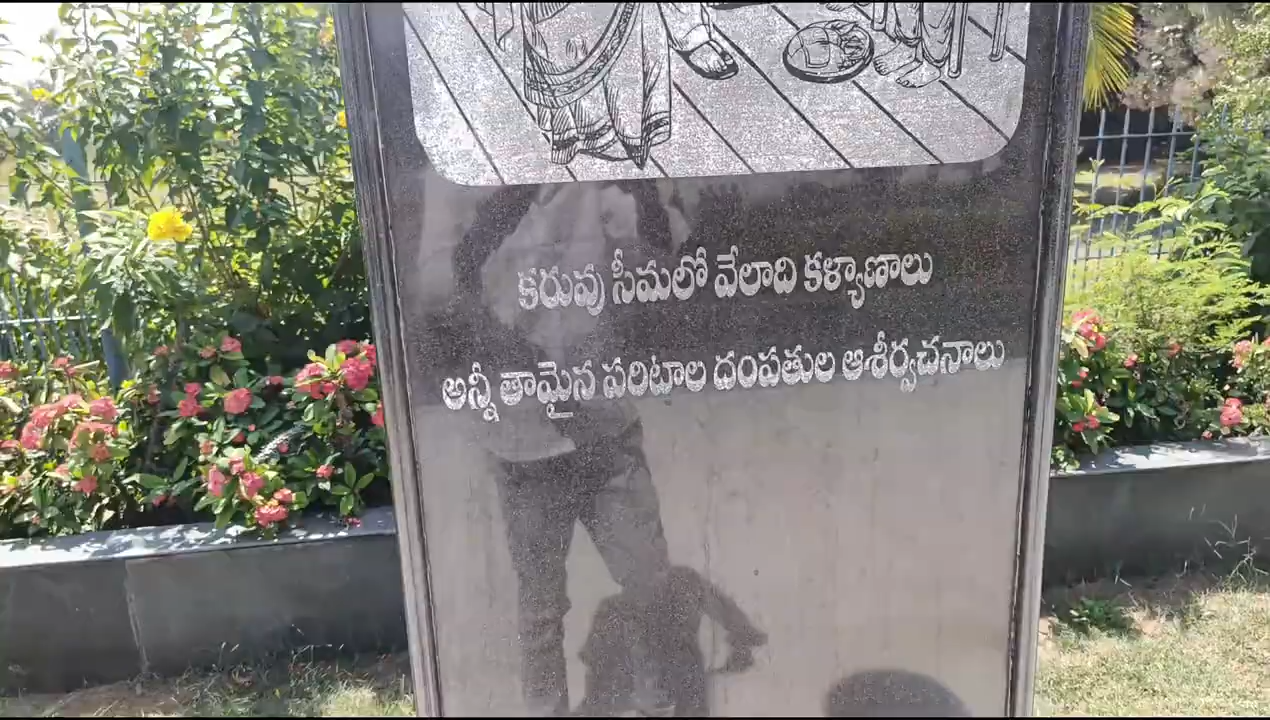 కరువు సీమలో వేలాది కళ్యాణాలు
అన్నీ తామైన పరిటాల దంపతుల ఆశీర్వచనాలు